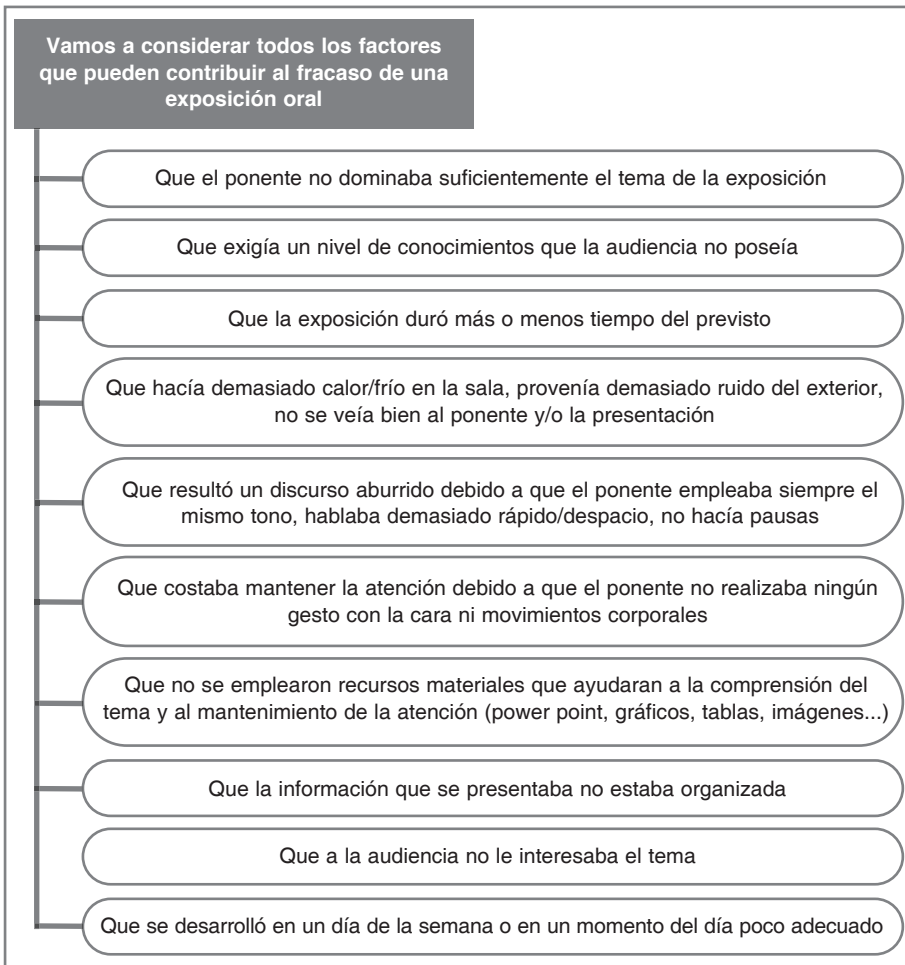 Vamos a considerar todos los factores
que pueden contribuir al fracaso de una
exposición oral
Que el ponente no dominaba suficientemente el tema de la exposición
Que exigía un nivel de conocimientos que la audiencia no poseía
Que la exposición duró más o menos tiempo del previsto
Que hacía demasiado calor/frío en la sala, provenía demasiado ruido del exterior,
no se veía bien al ponente y/o la presentación
Que resultó un discurso aburrido debido a que el ponente empleaba siempre el
mismo tono, hablaba demasiado rápido/despacio, no hacía pausas
Que costaba mantener la atención debido a que el ponente no realizaba ningún
gesto con la cara ni movimientos corporales
Que no se emplearon recursos materiales que ayudaran a la comprensión del
tema y al mantenimiento de la atención (power point, gráficos, tablas, imágenes...)
Que la información que se presentaba no estaba organizada
Que a la audiencia no le interesaba el tema
Que se desarrolló en un día de la semana o en un momento del día poco adecuado